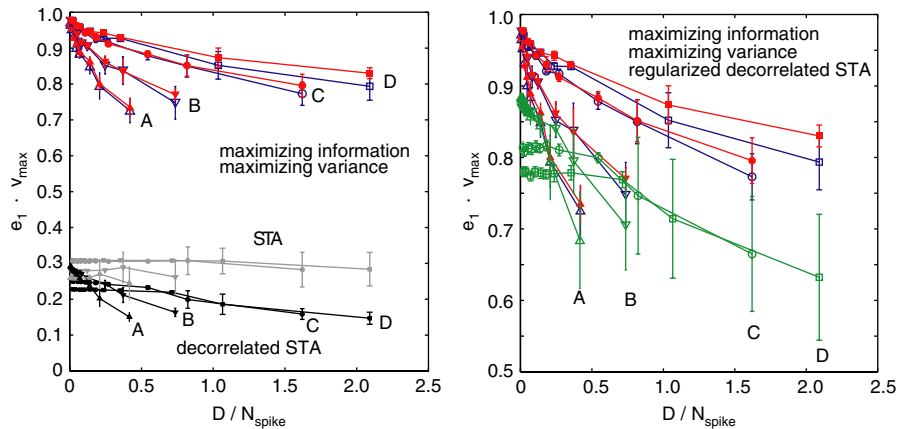 1
0.9
0.8
0.7
0.6
0.5
0.4
0.3
0.2
0.1
0
e1 · vmax
A
B
C
D
maximizing information
maximizing variance
STA
A
B
C
D
decorrelated STA
0
0.5
1.0
1.5
2.0
2.5
D / Nspike
1
0.9
0.8
0.7
0.6
0.5
e1 · vmax
maximizing information
maximizing variance
regularized decorrelated STA
A
B
C
D
0
0.5
1.0
1.5
2.0
2.5
D / Nspike